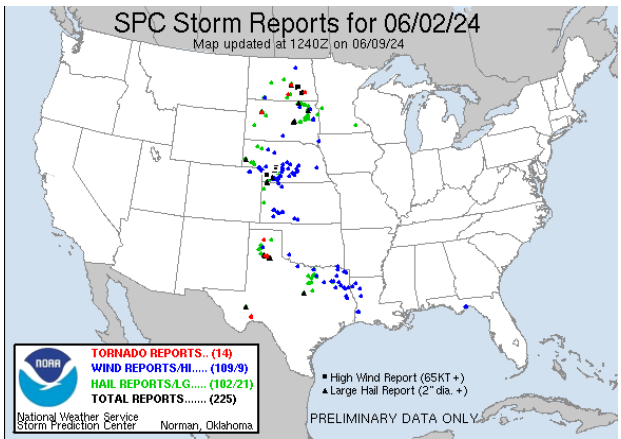 SPC Storm Reports for 06/02/24
Map updated at 1240Z on 06/09/24
NOAA
TORNADO REPORTS.. (14)
WIND REPORTS/HI..... (109/9)
HAIL REPORTS/LG..... (102/21)
TOTAL REPORTS....... (225)
National Weather Service
Storm Prediction Center Norman, Oklahoma
High Wind Report (65KT +)
Large Hail Report (2" dia. +)
PRELIMINARY DATA ONLY